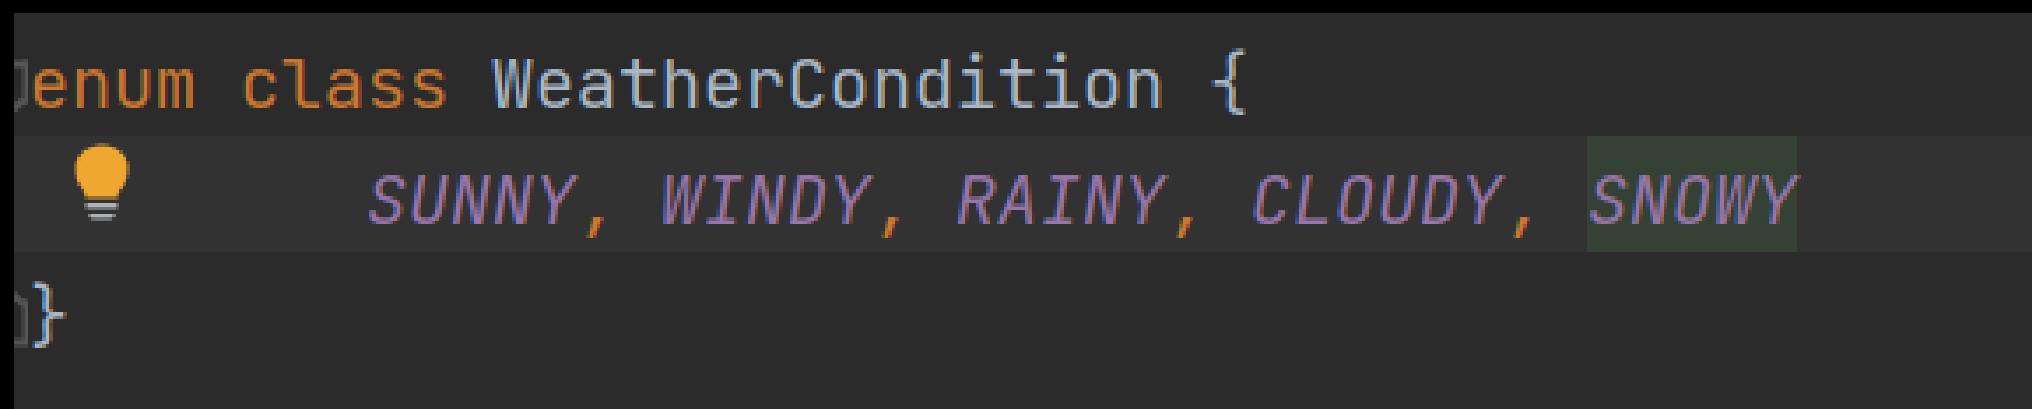 enum class WeatherCondition {
SUNNY, WINDY, RAINY, CLOUDY, SNOWY
}